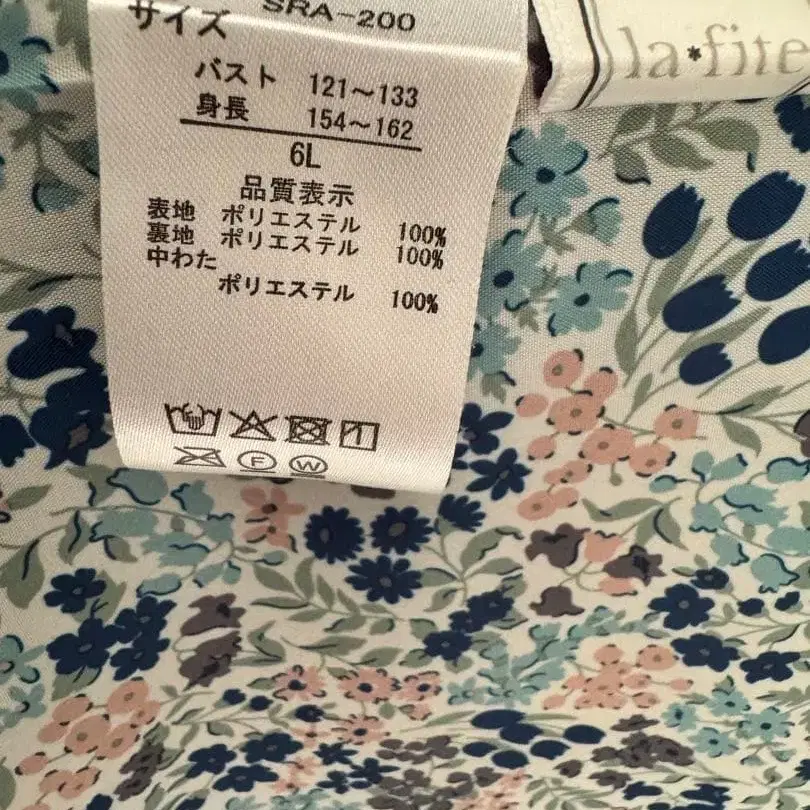 SRA-200
サイズ
バスト 121～133
身長 154～162
6L
品質表示
表地 ポリエステル 100%
裏地 ポリエステル 100%
中わた
ポリエステル 100%
F W
la*fite